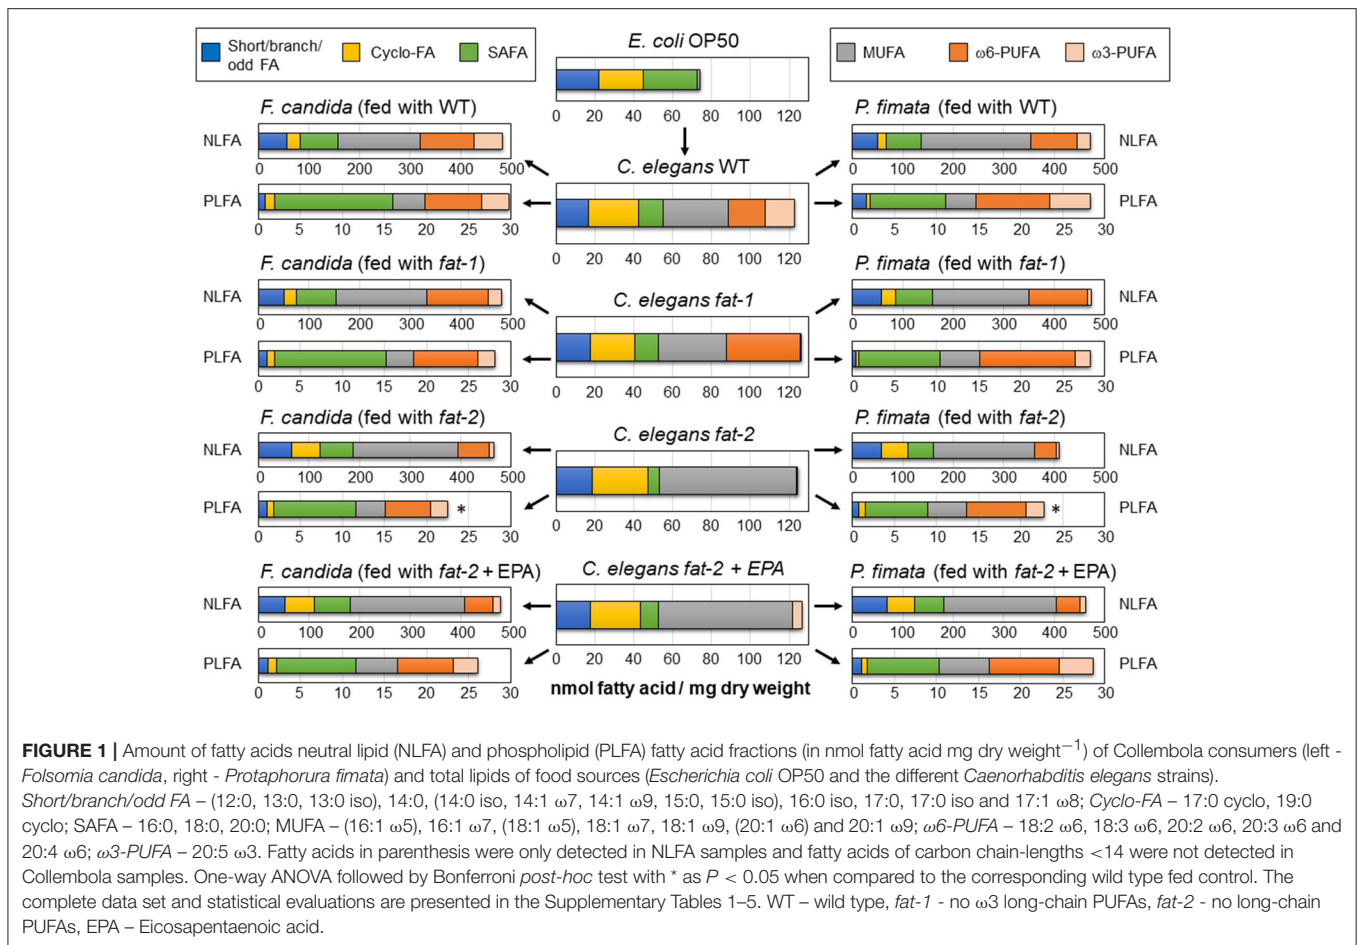 Short/branch/
odd FA
Cyclo-FA
SAFA
E. coli OP50
MUFA
ω6-PUFA
ω3-PUFA
0 20 40 60 80 100 120
F. candida (fed with WT)
NLFA
0 100 200 300 400 500
PLFA
0 5 10 15 20 25 30
C. elegans WT
0 20 40 60 80 100 120
P. fimata (fed with WT)
NLFA
0 100 200 300 400 500
PLFA
0 5 10 15 20 25 30
F. candida (fed with fat-1)
NLFA
0 100 200 300 400 500
PLFA
0 5 10 15 20 25 30
C. elegans fat-1
0 20 40 60 80 100 120
P. fimata (fed with fat-1)
NLFA
0 100 200 300 400 500
PLFA
0 5 10 15 20 25 30
F. candida (fed with fat-2)
NLFA
0 100 200 300 400 500
PLFA
*
0 5 10 15 20 25 30
C. elegans fat-2
0 20 40 60 80 100 120
P. fimata (fed with fat-2)
NLFA
0 100 200 300 400 500
PLFA
*
0 5 10 15 20 25 30
F. candida (fed with fat-2 + EPA)
NLFA
0 100 200 300 400 500
PLFA
0 5 10 15 20 25 30
C. elegans fat-2 + EPA
0 20 40 60 80 100 120
nmol fatty acid / mg dry weight
P. fimata (fed with fat-2 + EPA)
NLFA
0 100 200 300 400 500
PLFA
0 5 10 15 20 25 30
FIGURE 1 | Amount of fatty acids neutral lipid (NLFA) and phospholipid (PLFA) fatty acid fractions (in nmol fatty acid mg dry weight⁻¹) of Collembola consumers (left -
Folsomia candida, right - Protaphorura fimata) and total lipids of food sources (Escherichia coli OP50 and the different Caenorhabditis elegans strains).
Short/branch/odd FA – (12:0, 13:0, 13:0 iso), 14:0, (14:0 iso, 14:1 ω7, 14:1 ω9, 15:0, 15:0 iso), 16:0 iso, 17:0, 17:0 iso and 17:1 ω8; Cyclo-FA – 17:0 cyclo, 19:0
cyclo; SAFA – 16:0, 18:0, 20:0; MUFA – (16:1 ω5), 16:1 ω7, (18:1 ω5), 18:1 ω7, 18:1 ω9, (20:1 ω6) and 20:1 ω9; ω6-PUFA – 18:2 ω6, 18:3 ω6, 20:2 ω6, 20:3 ω6 and
20:4 ω6; ω3-PUFA – 20:5 ω3. Fatty acids in parenthesis were only detected in NLFA samples and fatty acids of carbon chain-lengths <14 were not detected in
Collembola samples. One-way ANOVA followed by Bonferroni post-hoc test with * as P < 0.05 when compared to the corresponding wild type fed control. The
complete data set and statistical evaluations are presented in the Supplementary Tables 1–5. WT – wild type, fat-1 - no ω3 long-chain PUFAs, fat-2 - no long-chain
PUFAs, EPA – Eicosapentaenoic acid.